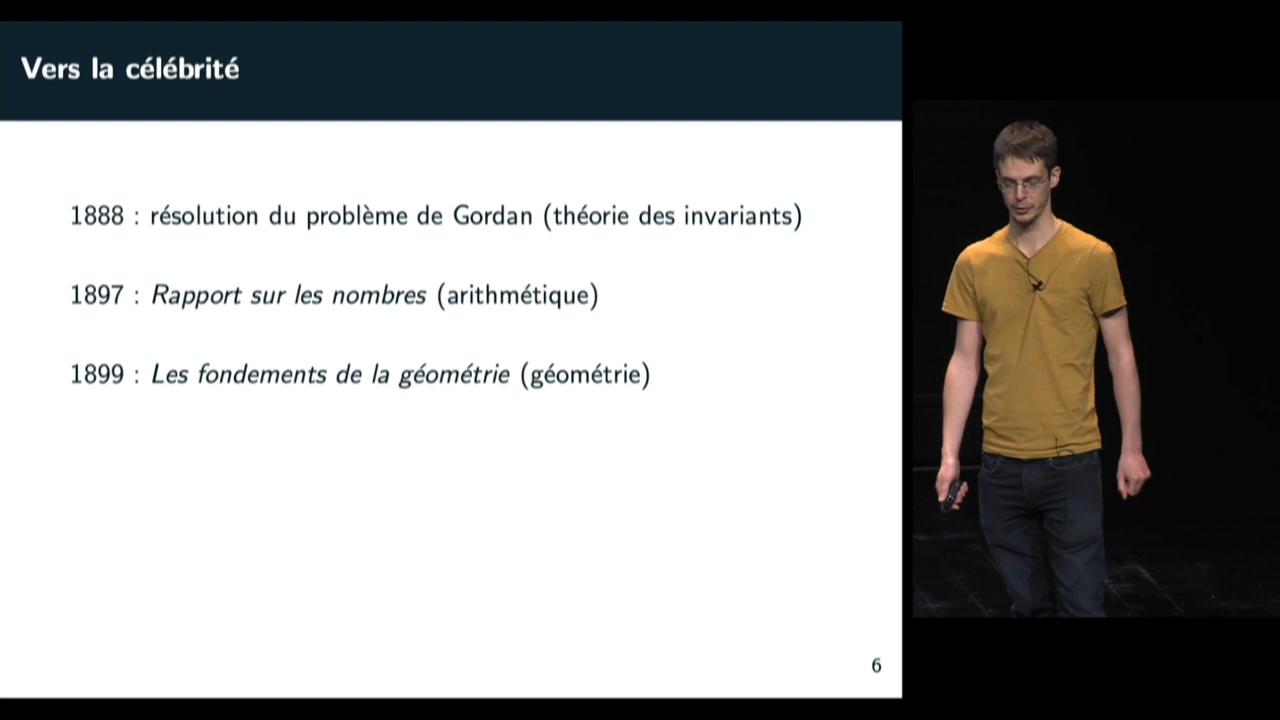 Vers la célébrité
1888 : résolution du problème de Gordan (théorie des invariants)
1897 : Rapport sur les nombres (arithmétique)
1899 : Les fondements de la géométrie (géométrie)
6